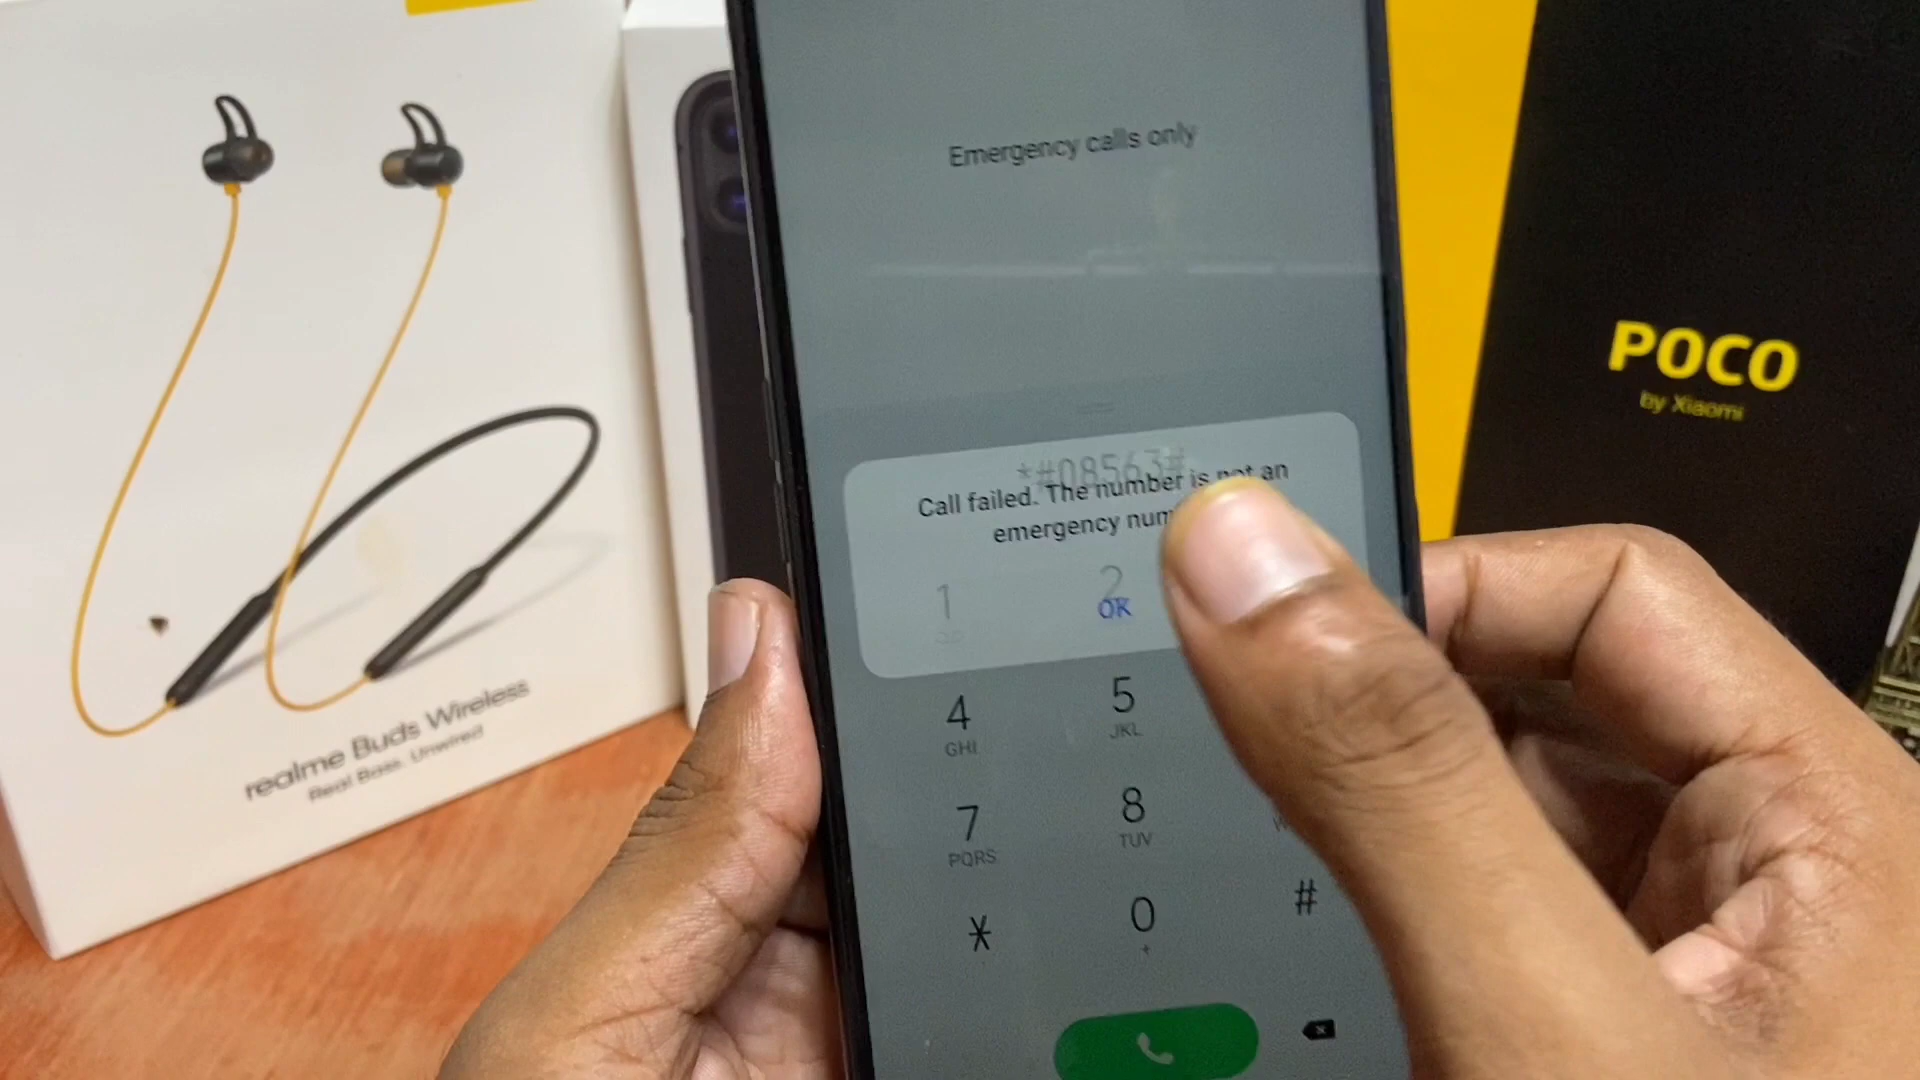 Emergency calls only
*#08563#
Call failed. The number is not an
emergency
OK
1
2
4
GHI
5
JKL
7
PQRS
8
TUV
*
0
+
#
realme Buds Wireless
Real Bass. Unwired
POCO
by Xiaomi